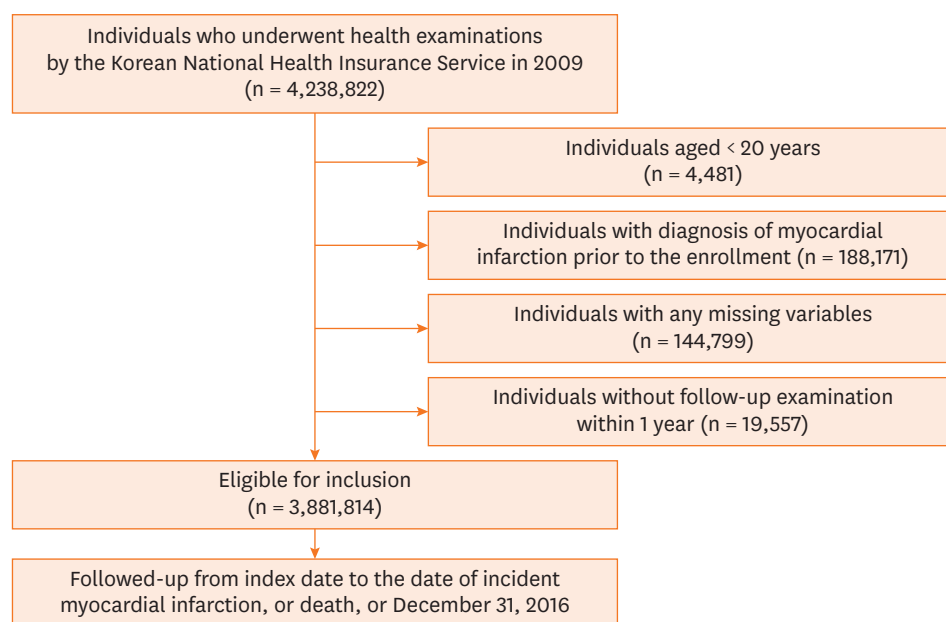 Individuals who underwent health examinations
by the Korean National Health Insurance Service in 2009
(n = 4,238,822)
Individuals aged < 20 years
(n = 4,481)
Individuals with diagnosis of myocardial
infarction prior to the enrollment (n = 188,171)
Individuals with any missing variables
(n = 144,799)
Individuals without follow-up examination
within 1 year (n = 19,557)
Eligible for inclusion
(n = 3,881,814)
Followed-up from index date to the date of incident
myocardial infarction, or death, or December 31, 2016